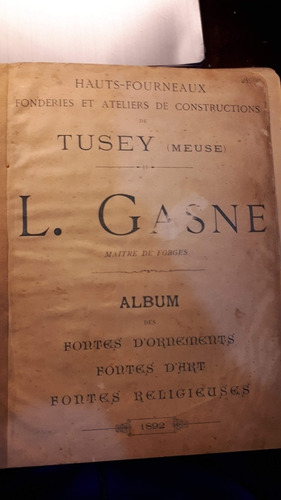 HAUTS-FOURNEAUX
FONDERIES ET ATELIERS DE CONSTRUCTIONS
DE
TUSEY (MEUSE)
L. GASNE
MAITRE DE FORGES
ALBUM
DES
FONTES D'ORNEMENTS
FONTES D'ART
FONTES RELIGIEUSES
1892